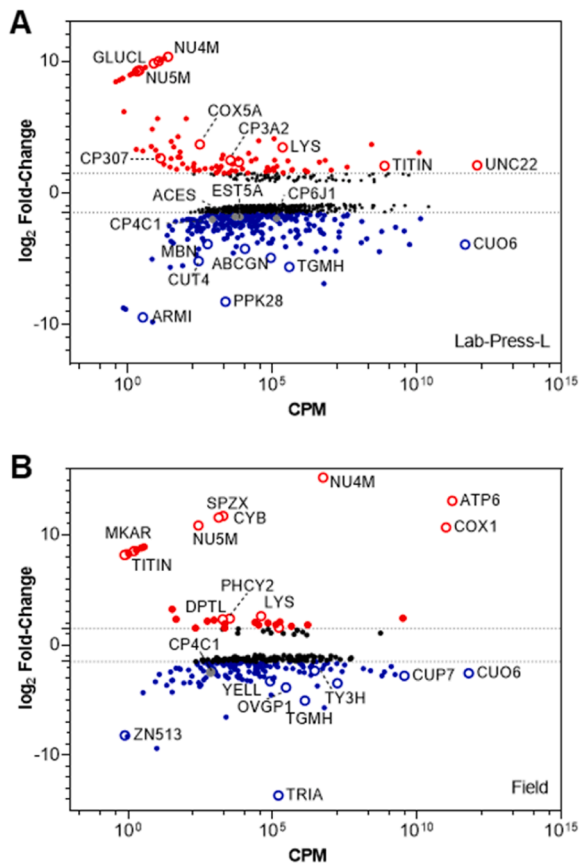 A
10
0
-10
log2 Fold-Change
GLUCL
NU4M
NU5M
COX5A
CP3A2
LYS
CP307
TITIN
UNC22
ACES
EST5A
CP6J1
CP4C1
MBN
ABCGN
CUT4
TGMH
CUO6
PPK28
ARMI
Lab-Press-L
10^0
10^5
10^10
10^15
CPM
B
10
0
-10
log2 Fold-Change
NU4M
SPZX
CYB
NU5M
ATP6
COX1
MKAR
TITIN
PHCY2
DPTL
LYS
CP4C1
YELL
OVGP1
TGMH
TY3H
CUP7
CUO6
ZN513
TRIA
Field
10^0
10^5
10^10
10^15
CPM